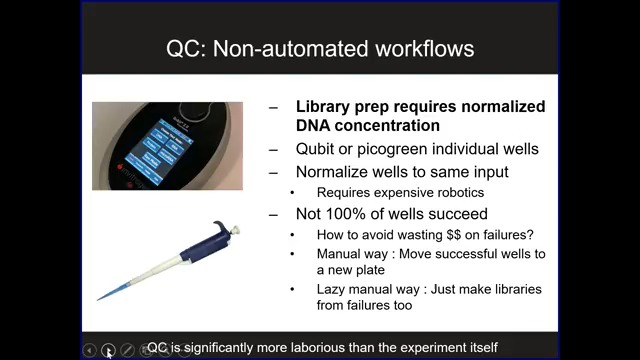 QC: Non-automated workflows
– Library prep requires normalized
DNA concentration
– Qubit or picogreen individual wells
– Normalize wells to same input
• Requires expensive robotics
– Not 100% of wells succeed
• How to avoid wasting $$ on failures?
• Manual way : Move successful wells to
a new plate
• Lazy manual way : Just make libraries
from failures too
QC is significantly more laborious than the experiment itself